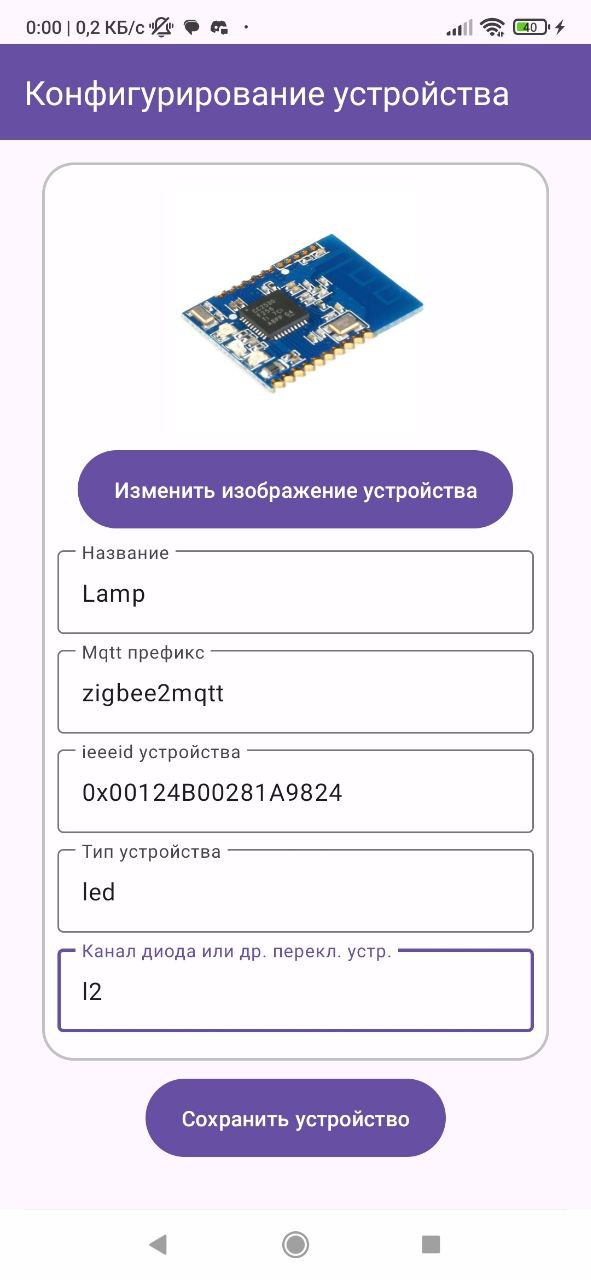 0:00 | 0,2 КБ/с
40
Конфигурирование устройства
Изменить изображение устройства
Название
Lamp
Mqtt префикс
zigbee2mqtt
ieeeid устройства
0x00124B00281A9824
Тип устройства
led
Канал диода или др. перекл. устр.
l2
Сохранить устройство